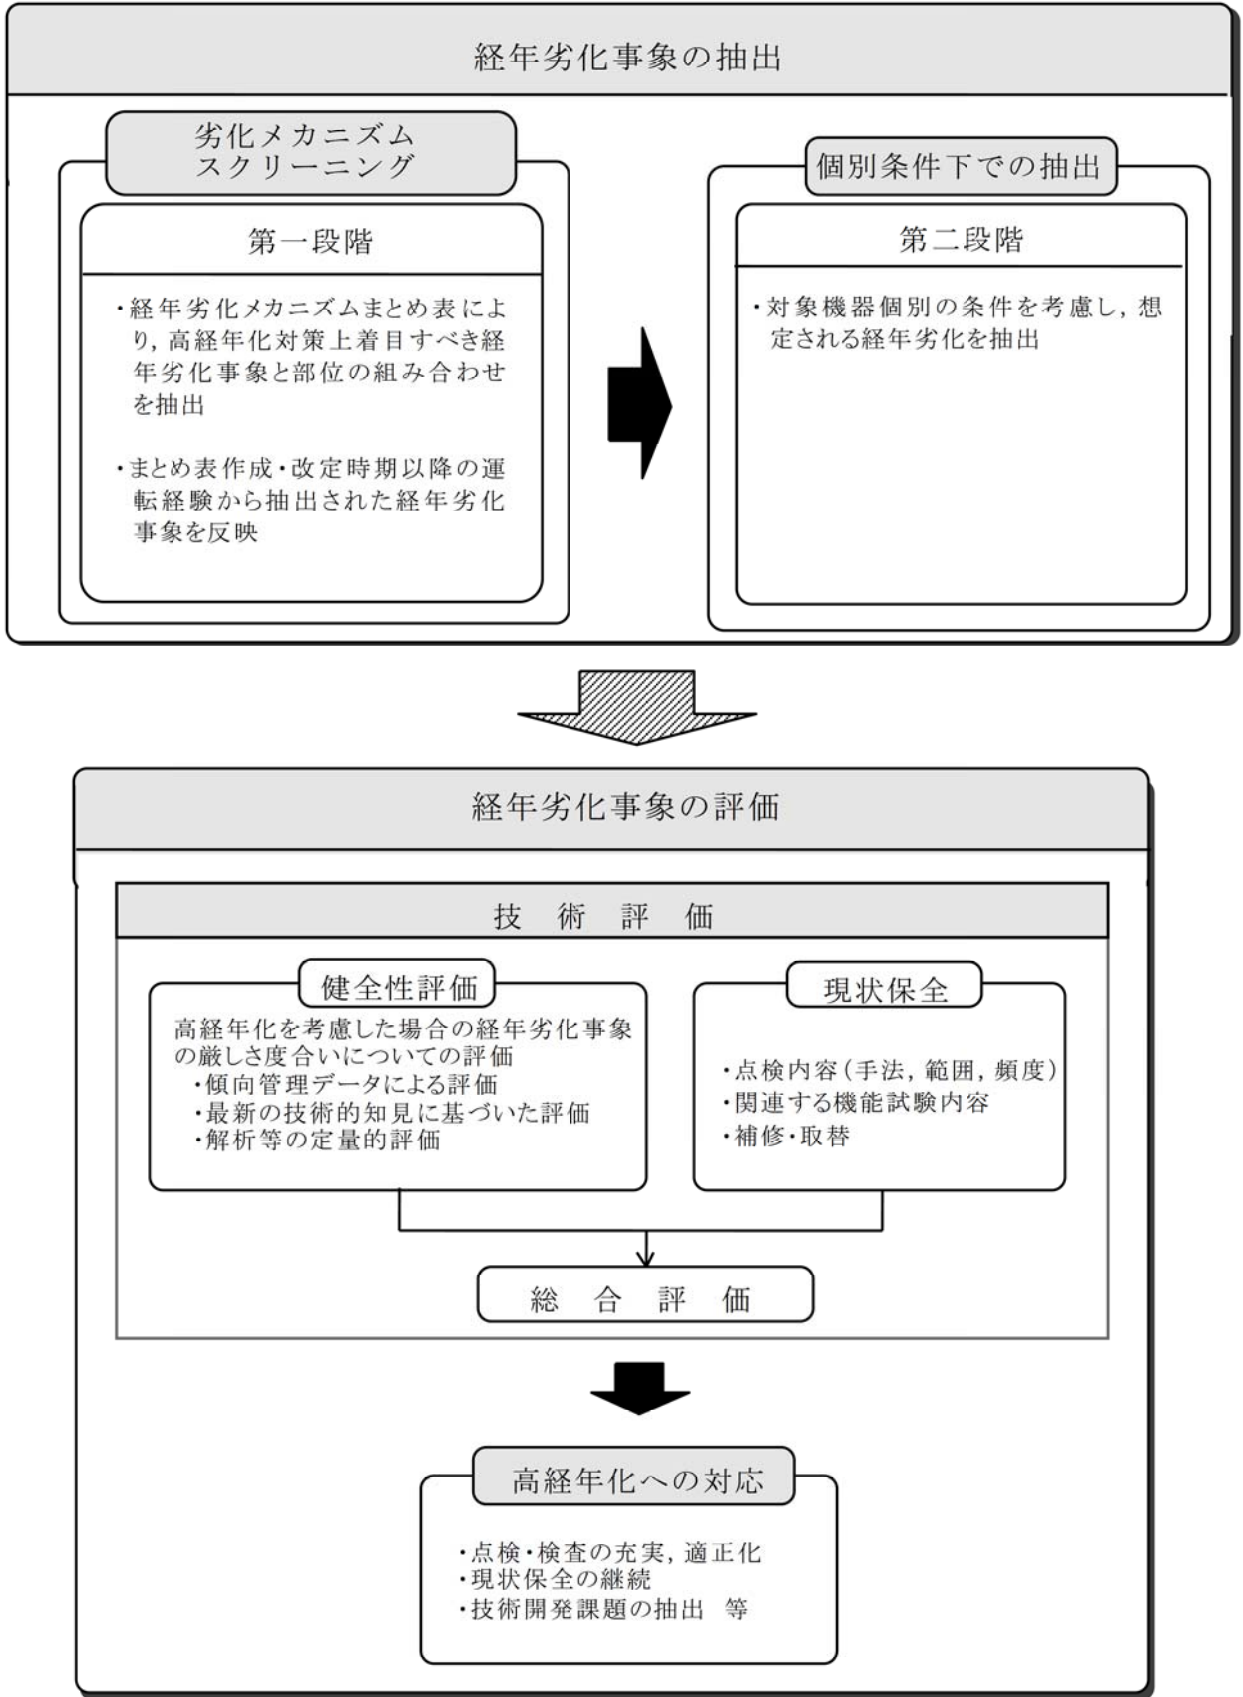 経年劣化事象の抽出
劣化メカニズム
スクリーニング
第一段階
・経年劣化メカニズムまとめ表によ
り, 高経年化対策上着目すべき経
年劣化事象と部位の組み合わせ
を抽出
・まとめ表作成・改定時期以降の運
転経験から抽出された経年劣化
事象を反映
個別条件下での抽出
第二段階
・対象機器個別の条件を考慮し, 想
定される経年劣化を抽出
経年劣化事象の評価
技 術 評 価
健全性評価
高経年化を考慮した場合の経年劣化事象
の厳しさ度合いについての評価
・傾向管理データによる評価
・最新の技術的知見に基づいた評価
・解析等の定量的評価
現状保全
・点検内容(手法, 範囲, 頻度)
・関連する機能試験内容
・補修・取替
総 合 評 価
高経年化への対応
・点検・検査の充実, 適正化
・現状保全の継続
・技術開発課題の抽出 等